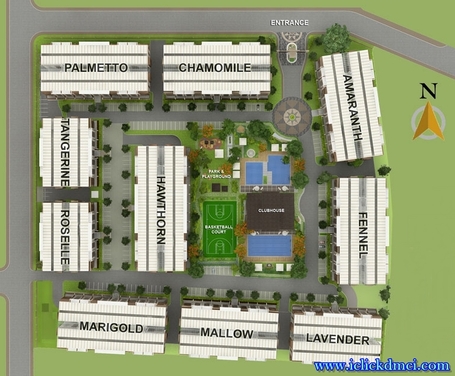 ENTRANCE
PALMETTO
CHAMOMILE
AMARANTH
N
TANGERINE
HAWTHORN
PARK &
PLAYGROUND
ROSELLE
CLUBHOUSE
FENNEL
BASKETBALL
COURT
MARIGOLD
MALLOW
LAVENDER
www.iclickdmci.com